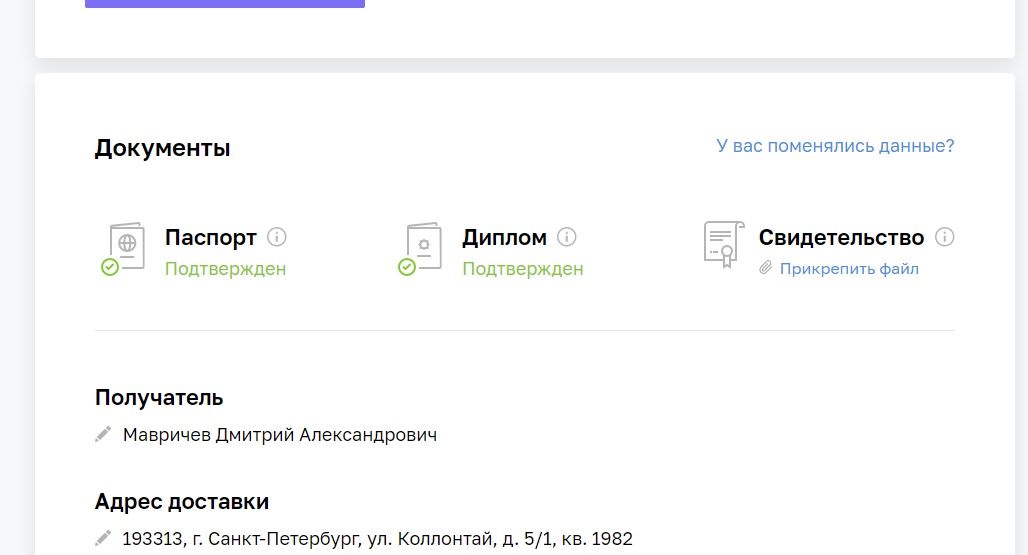 Документы
У вас поменялись данные?
Паспорт
Подтвержден
Диплом
Подтвержден
Свидетельство
Прикрепить файл
Получатель
Мавричев Дмитрий Александрович
Адрес доставки
193313, г. Санкт-Петербург, ул. Коллонтай, д. 5/1, кв. 1982